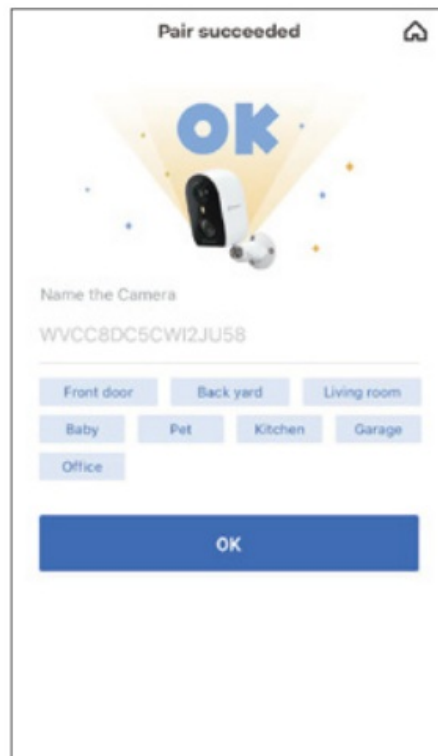 Pair succeeded
OK
Name the Camera
WVCC8DC5CWI2JU58
Front door Back yard Living room
Baby Pet Kitchen Garage
Office
OK